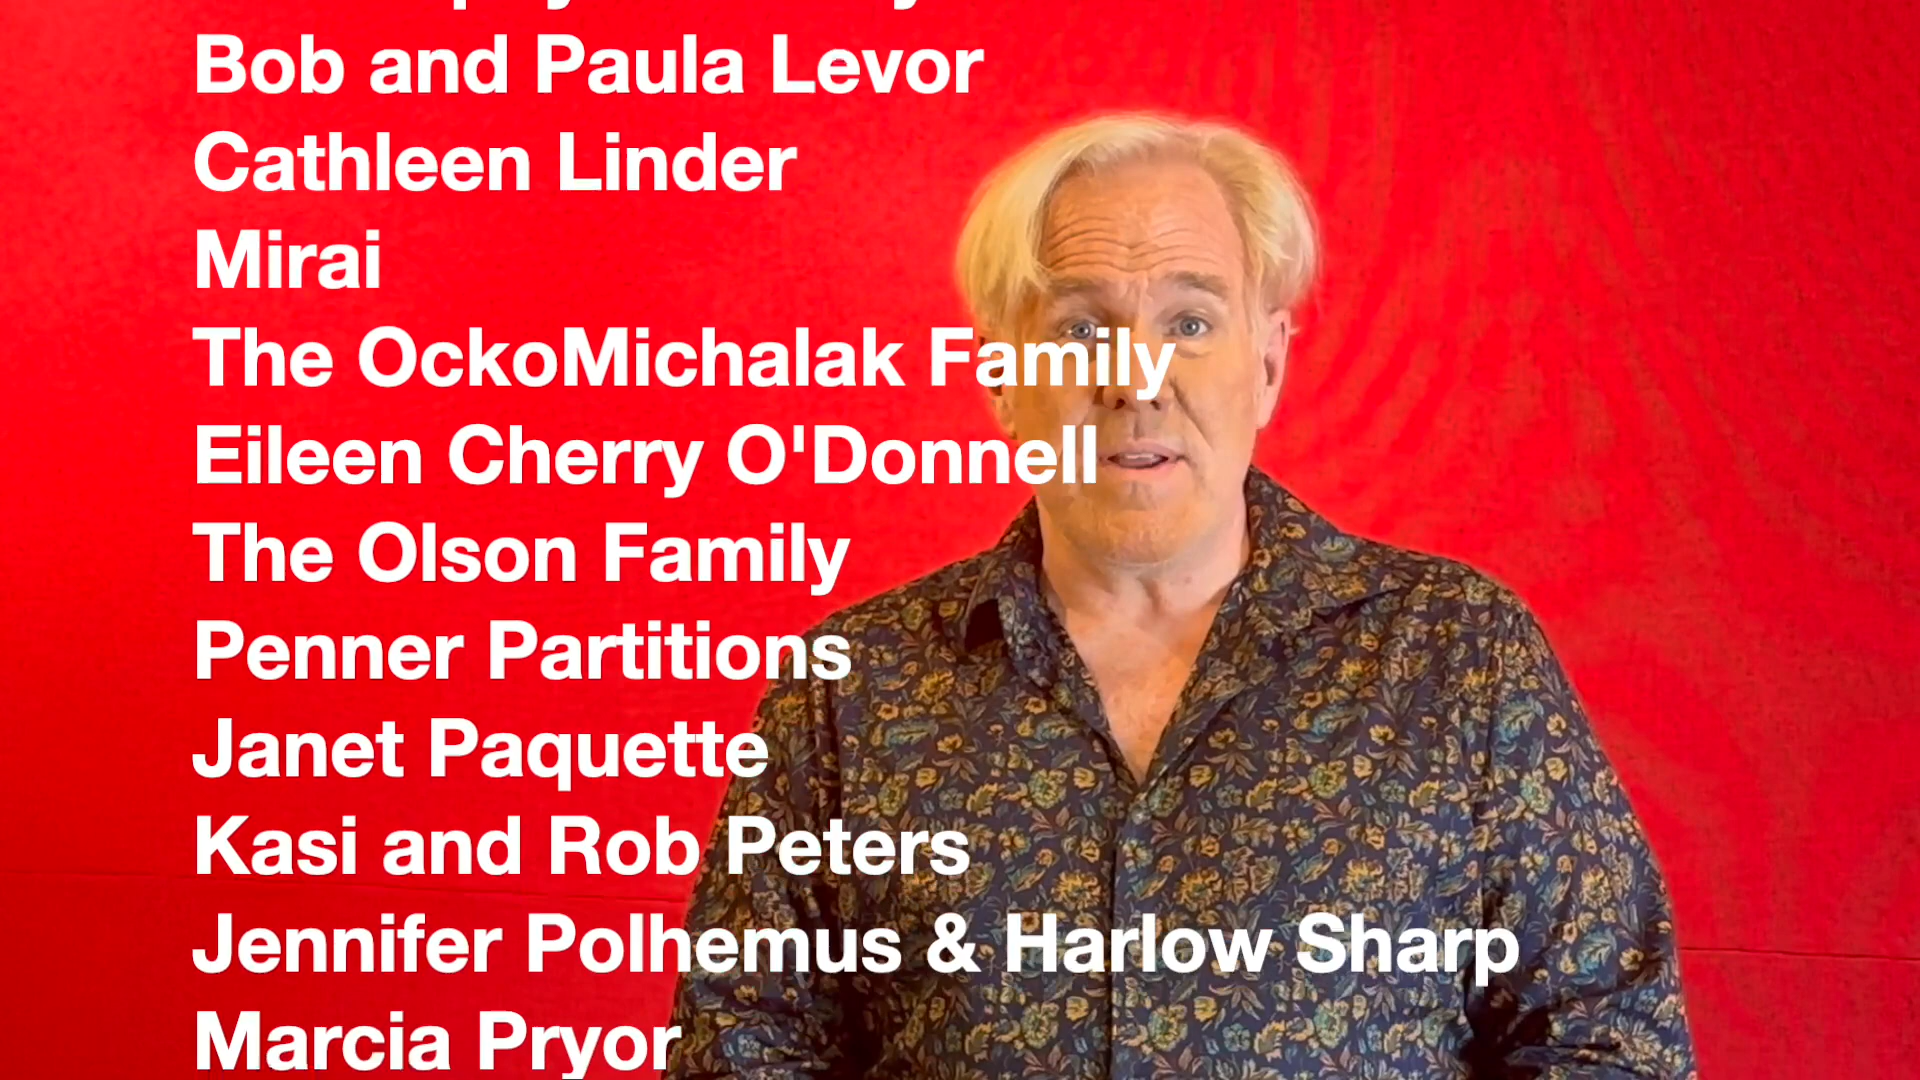 Bob and Paula Levor
Cathleen Linder
Mirai
The OckoMichalak Family
Eileen Cherry O'Donnell
The Olson Family
Penner Partitions
Janet Paquette
Kasi and Rob Peters
Jennifer Polhemus & Harlow Sharp
Marcia Pryor